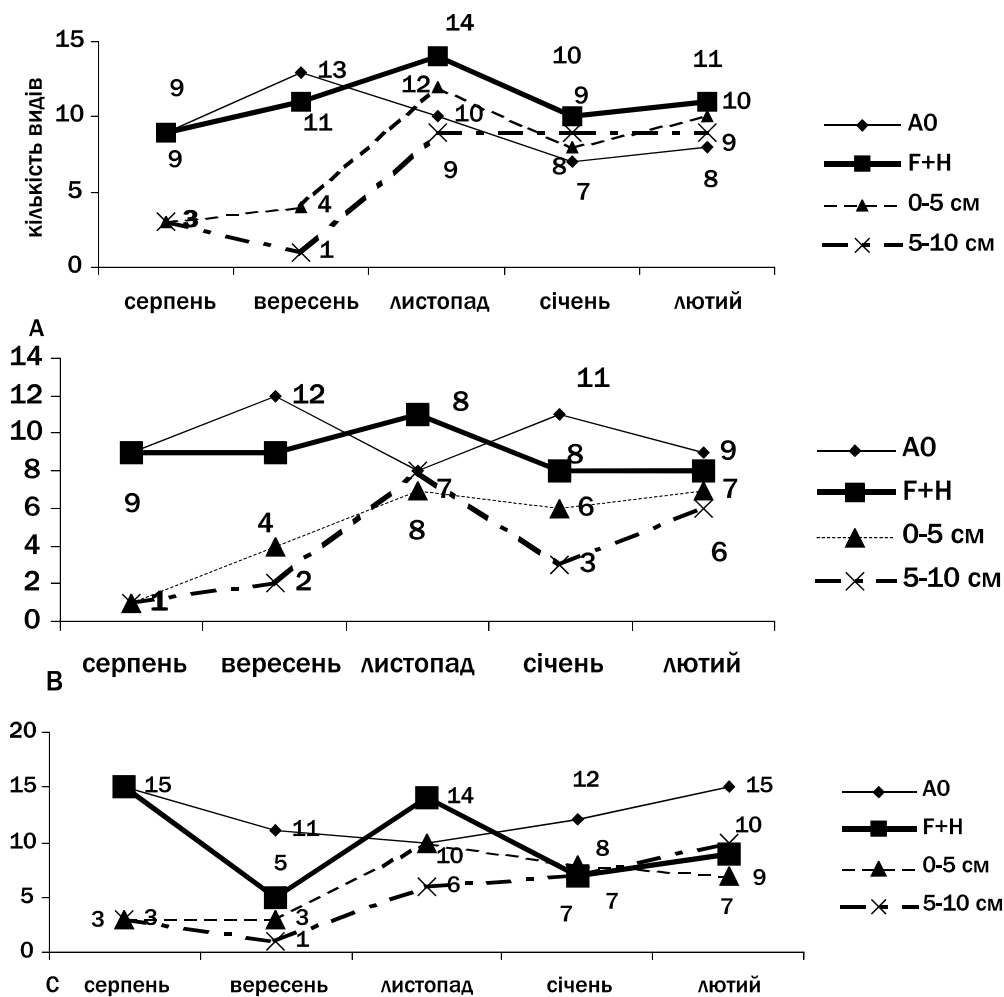 14
15
10
11
кількість видів
9
13
12
9
10
10
11
10
9
9
9
8
7
8
5
3
4
1
0
серпень
вересень
листопад
січень
лютий
A0
F+H
0-5 см
5-10 см
A
14
12
12
11
8
10
9
8
8
7
7
9
6
4
8
6
4
3
2
2
1
0
серпень
вересень
листопад
січень
лютий
A0
F+H
0-5 см
5-10 см
B
20
15
15
12
15
14
11
10
10
10
8
5
6
9
5
7
7
7
3
3
3
1
0
C
серпень
вересень
листопад
січень
лютий
A0
F+H
0-5 см
5-10 см